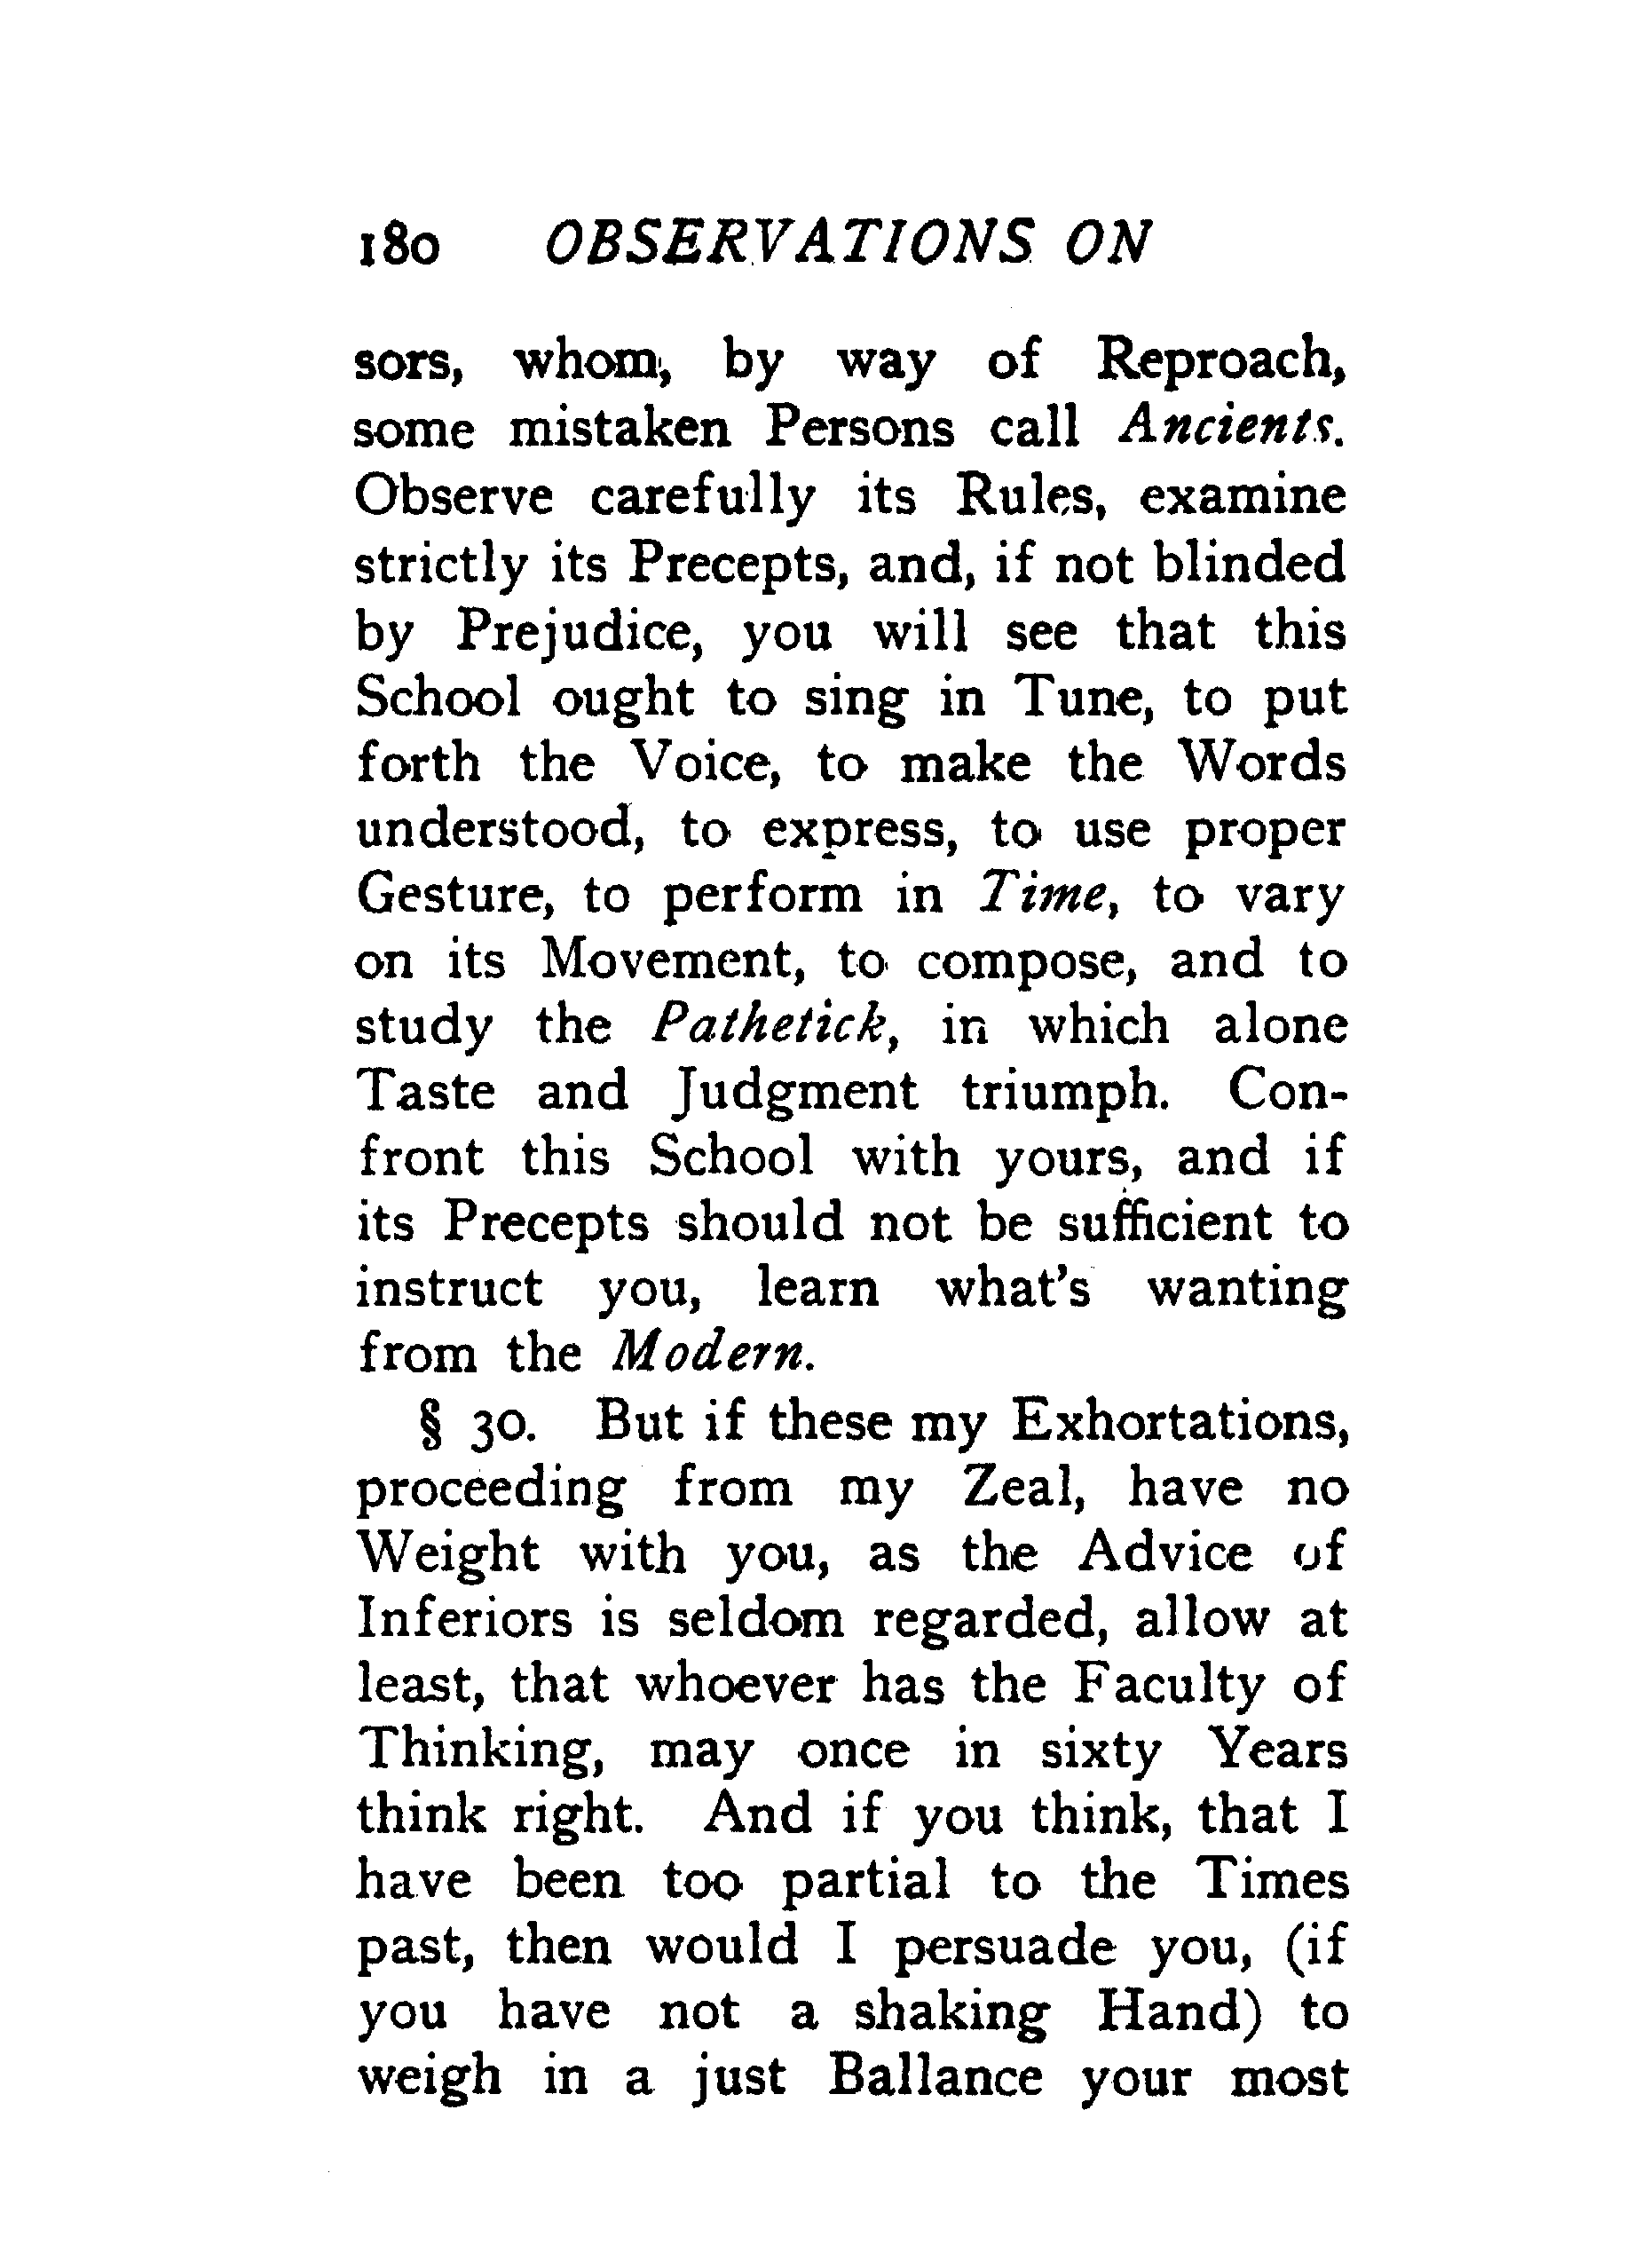 180 OBSERVATIONS ON
sors, whom, by way of Reproach,
some mistaken Persons call Ancients.
Observe carefully its Rules, examine
strictly its Precepts, and, if not blinded
by Prejudice, you will see that this
School ought to sing in Tune, to put
forth the Voice, to make the Words
understood, to express, to use proper
Gesture, to perform in Time, to vary
on its Movement, to compose, and to
study the Pathetick, in which alone
Taste and Judgment triumph. Con-
front this School with yours, and if
its Precepts should not be sufficient to
instruct you, learn what's wanting
from the Modern.
§ 30. But if these my Exhortations,
proceeding from my Zeal, have no
Weight with you, as the Advice of
Inferiors is seldom regarded, allow at
least, that whoever has the Faculty of
Thinking, may once in sixty Years
think right. And if you think, that I
have been too partial to the Times
past, then would I persuade you, (if
you have not a shaking Hand) to
weigh in a just Ballance your most